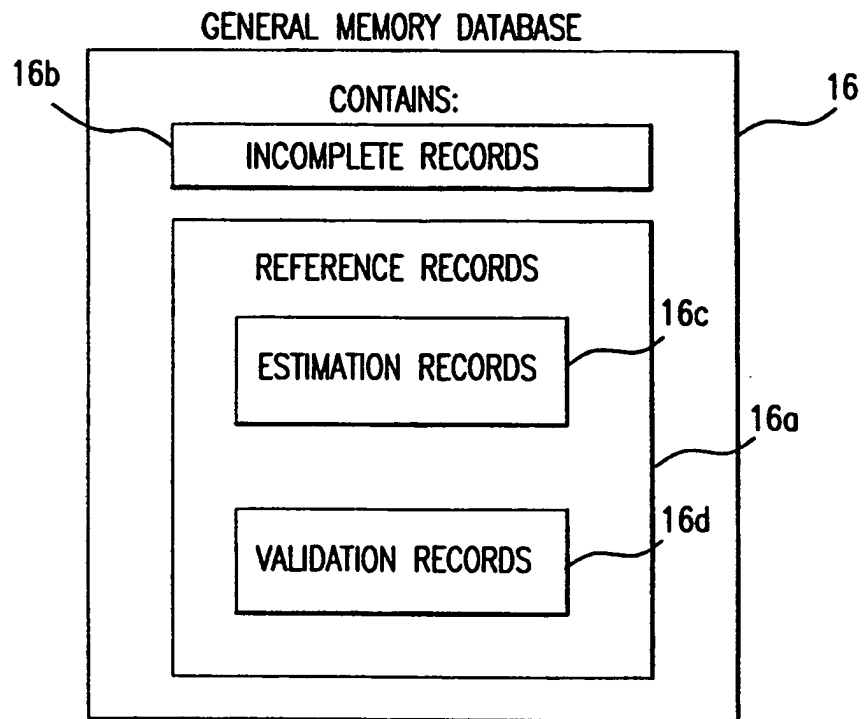 GENERAL MEMORY DATABASE
16b
16
CONTAINS:
INCOMPLETE RECORDS
REFERENCE RECORDS
16c
ESTIMATION RECORDS
16a
16d
VALIDATION RECORDS